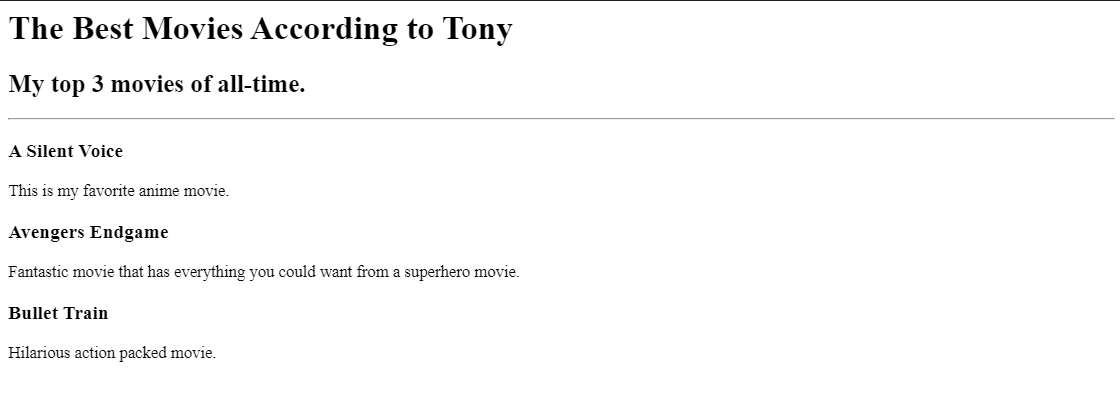 The Best Movies According to Tony
My top 3 movies of all-time.
A Silent Voice
This is my favorite anime movie.
Avengers Endgame
Fantastic movie that has everything you could want from a superhero movie.
Bullet Train
Hilarious action packed movie.